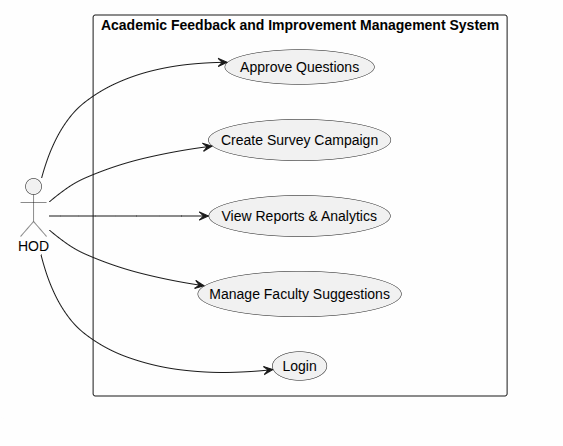 Academic Feedback and Improvement Management System
Approve Questions
Create Survey Campaign
View Reports & Analytics
HOD
Manage Faculty Suggestions
Login